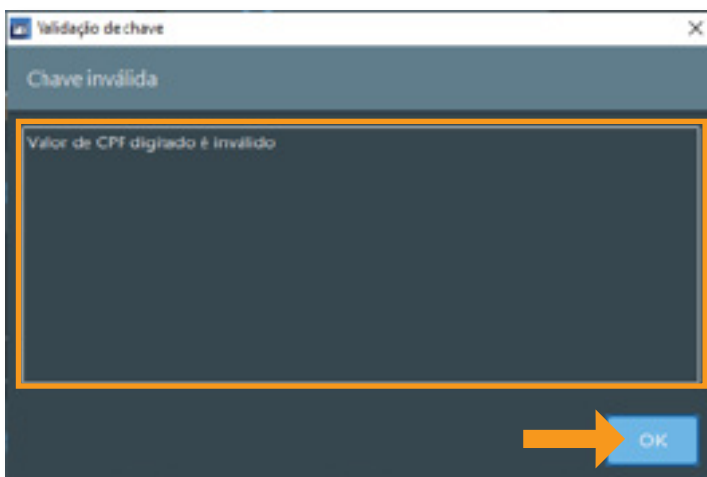 Validação de chave
Chave inválida
Valor de CPF digitado é inválido
OK